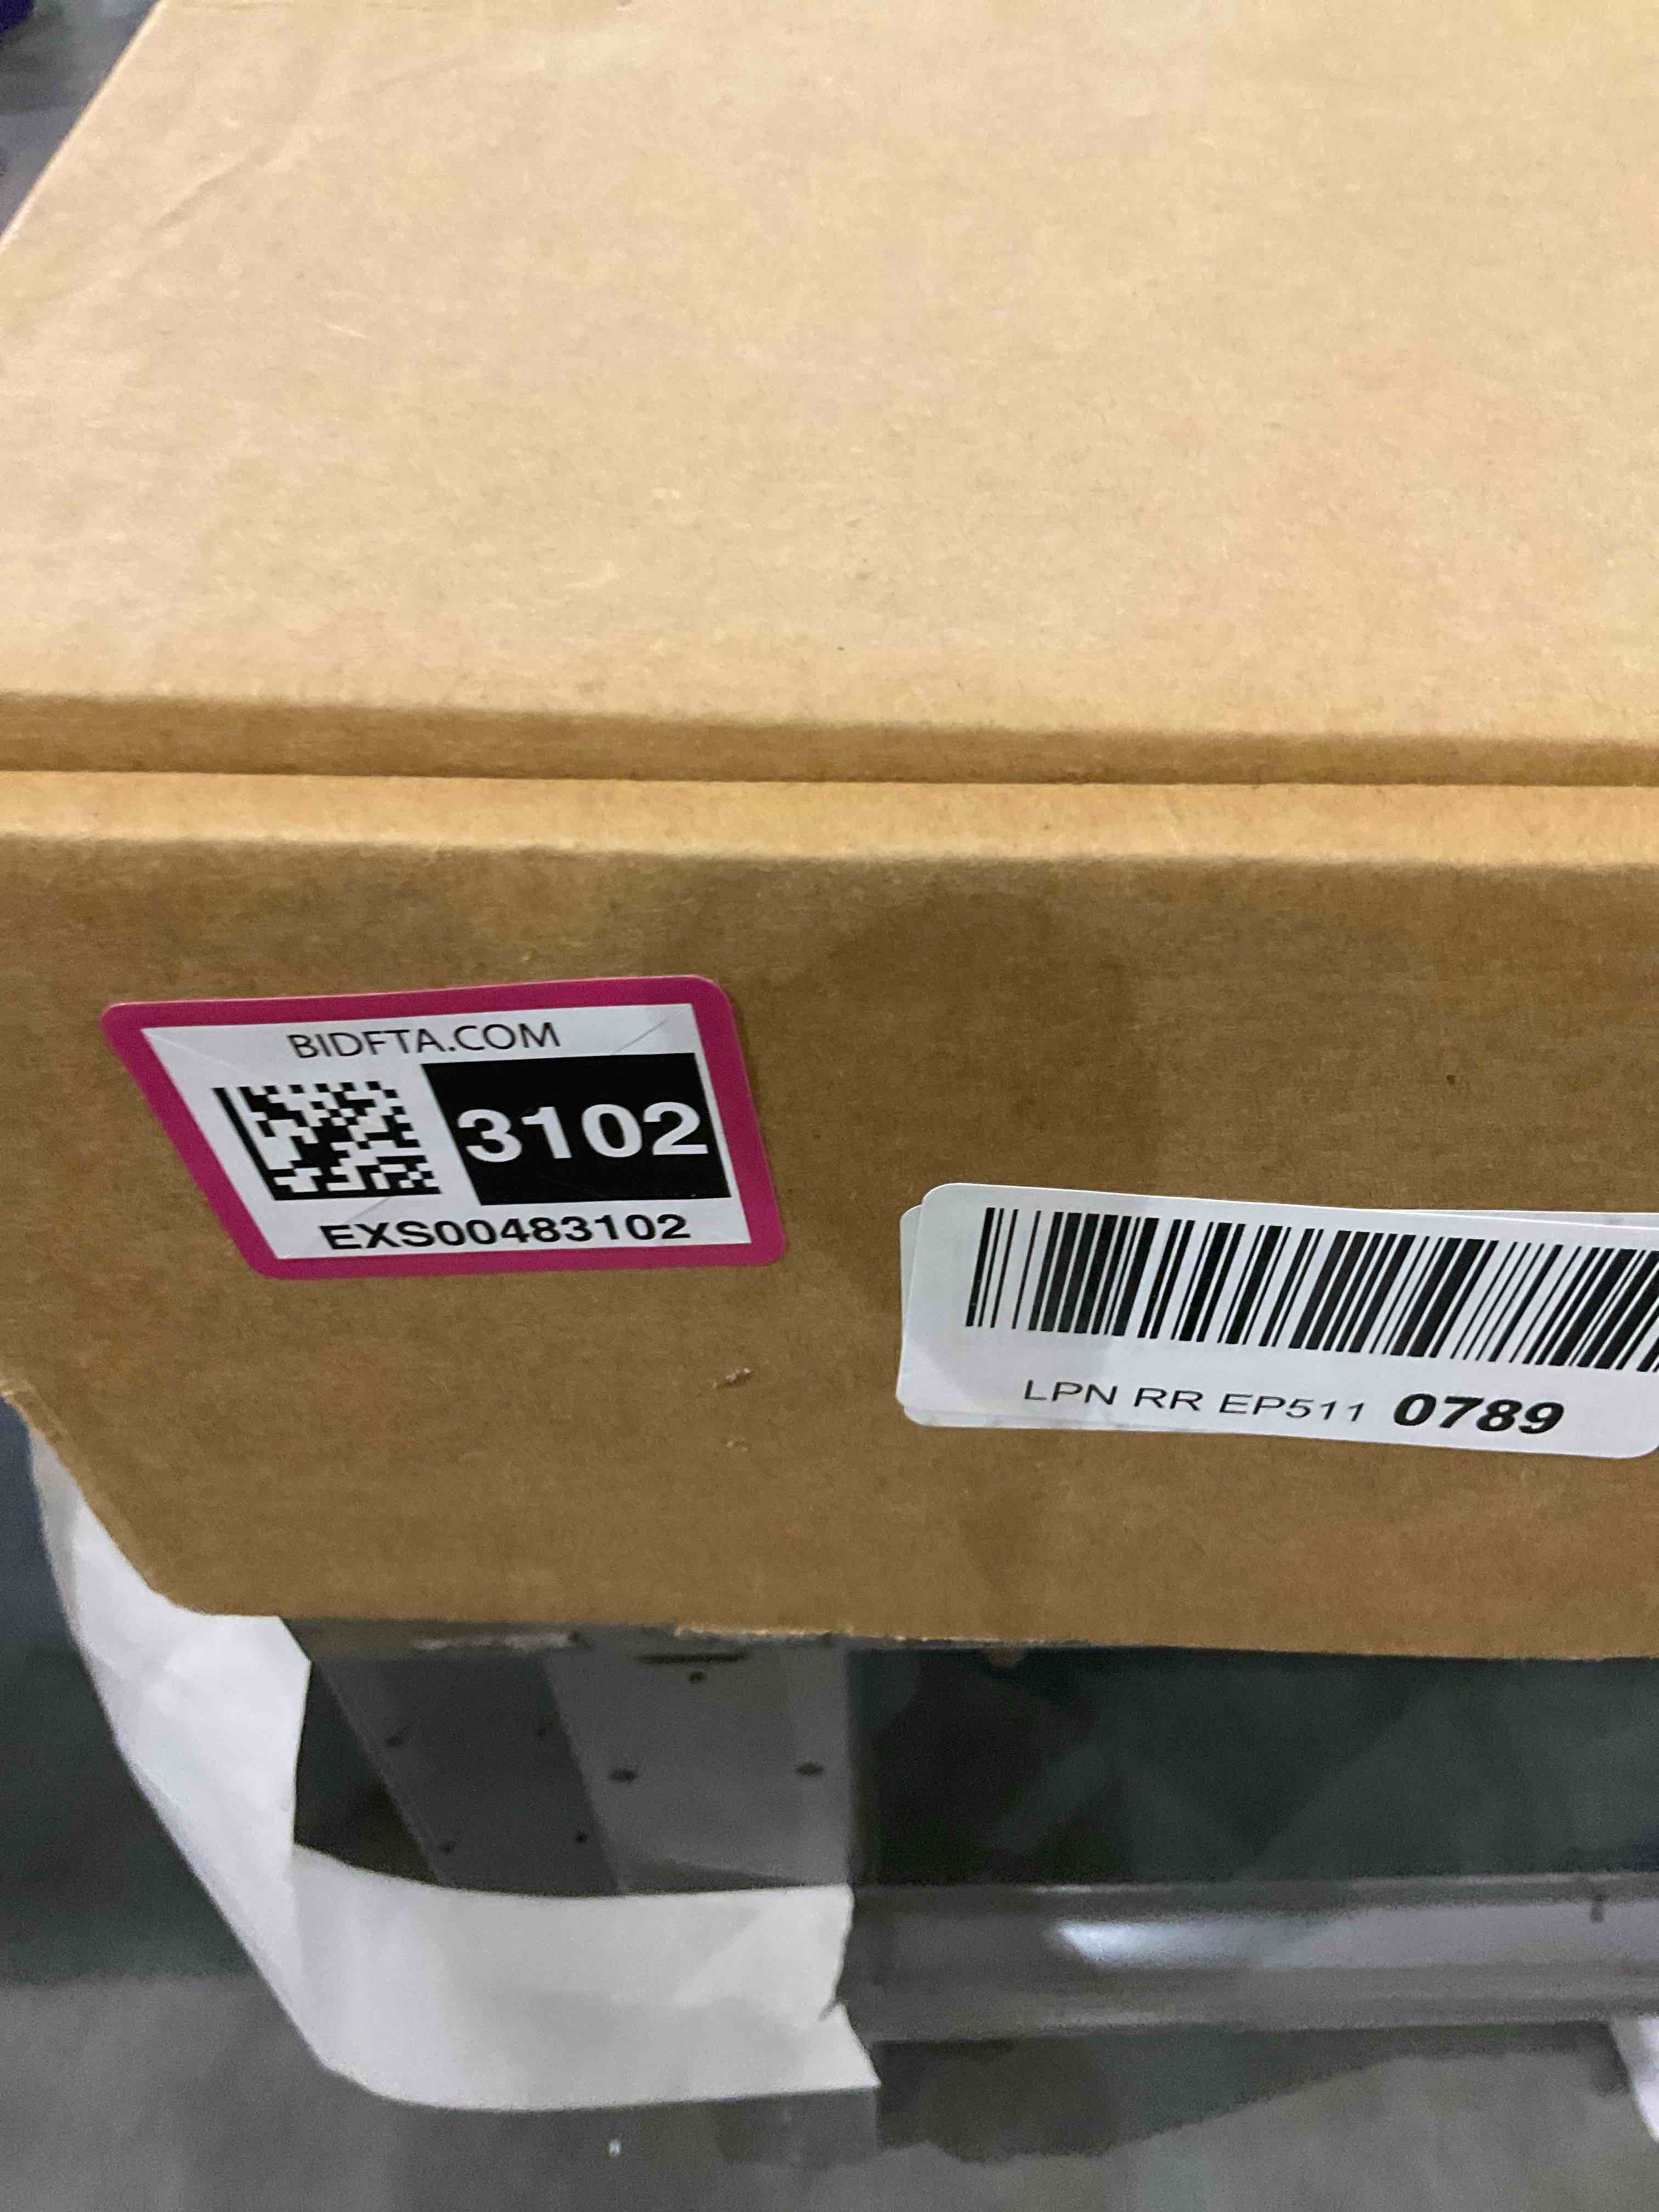 BIDFTA.COM
3102
EXS00483102
LPN RR EP511 0789